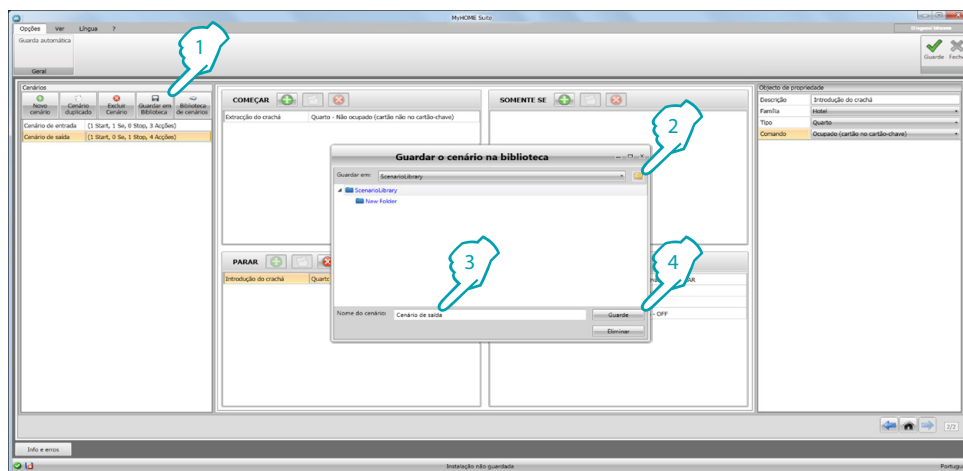 MyHOME Suite
Opções Ver Língua ?
Guarda automática
Geral
Guarde Fecha
1
Cenários
Novo cenário
Cenário duplicado
Excluir Cenário
Guardar em Biblioteca
Biblioteca de cenários
Cenário de entrada (1 Start, 1 Se, 0 Stop, 3 Acções)
Cenário de saída (1 Start, 0 Se, 1 Stop, 4 Acções)
COMEÇAR
Extracção do crachá Quarto - Não ocupado (cartão não no cartão-chave)
SOMENTE SE
2
Objecto de propriedade
Descrição Introdução do crachá
Família Hotel
Tipo Quarto
Comando Ocupado (cartão no cartão-chave)
Guardar o cenário na biblioteca
Guardar em: ScenarioLibrary
ScenarioLibrary
New Folder
3
4
Nome do cenário: Cenário de saída
Guarde
Eliminar
PARAR
Introdução do crachá Quarto
AR
- OFF
2/2
Info e erros
Instalação não guardada
Portugu